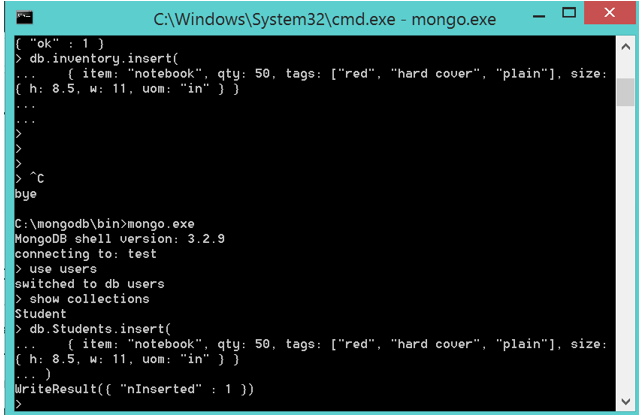 C:\Windows\System32\cmd.exe - mongo.exe
{ "ok" : 1 }
> db.inventory.insert(
...    { item: "notebook", qty: 50, tags: ["red", "hard cover", "plain"], size:
{ h: 8.5, w: 11, uom: "in" } }
...
...
>
>
>
> ^C
bye
C:\mongodb\bin>mongo.exe
MongoDB shell version: 3.2.9
connecting to: test
> use users
switched to db users
> show collections
Student
> db.Students.insert(
...    { item: "notebook", qty: 50, tags: ["red", "hard cover", "plain"], size:
{ h: 8.5, w: 11, uom: "in" } }
... )
WriteResult({ "nInserted" : 1 })
>